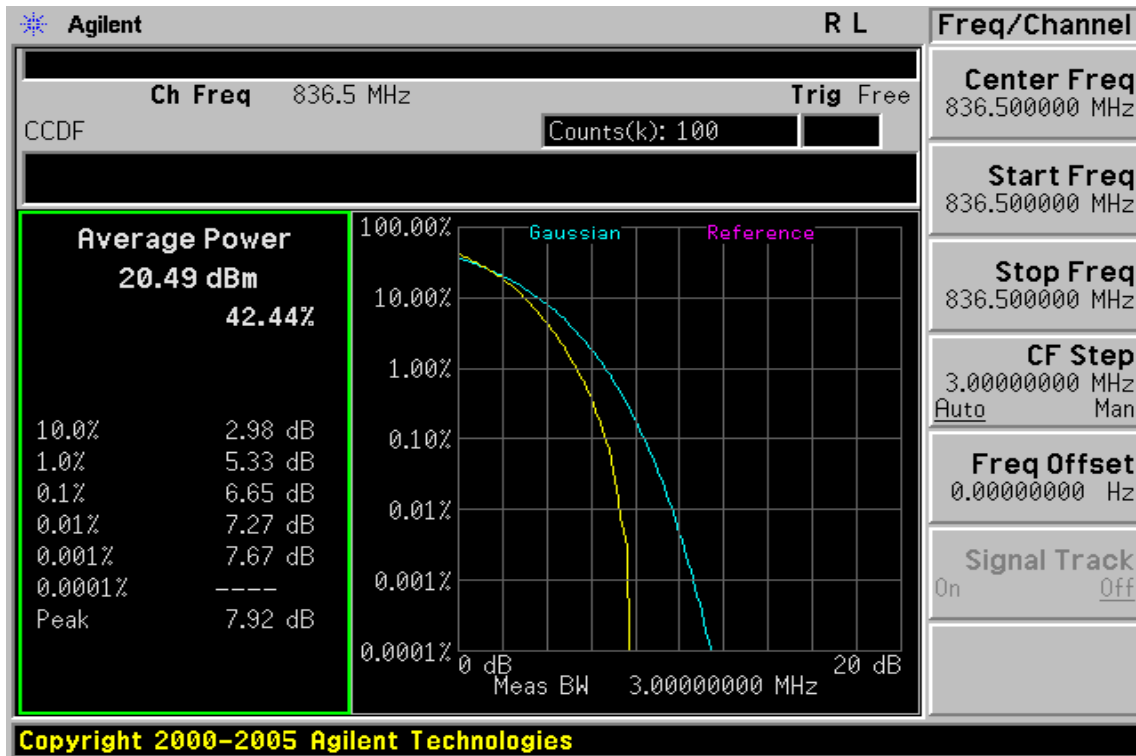 Agilent R L Freq/Channel
Ch Freq 836.5 MHz Trig Free
CCDF Counts(k): 100
Center Freq
836.500000 MHz
Start Freq
836.500000 MHz
Stop Freq
836.500000 MHz
CF Step
3.00000000 MHz
Auto Man
Freq Offset
0.00000000 Hz
Signal Track
On Off
Average Power
20.49 dBm
42.44%
10.0% 2.98 dB
1.0% 5.33 dB
0.1% 6.65 dB
0.01% 7.27 dB
0.001% 7.67 dB
0.0001% ----
Peak 7.92 dB
Gaussian Reference
100.00%
10.00%
1.00%
0.10%
0.01%
0.001%
0.0001%
0 dB 20 dB
Meas BW 3.00000000 MHz
Copyright 2000-2005 Agilent Technologies